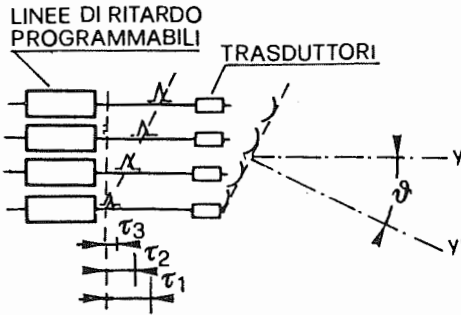 LINEE DI RITARDO
PROGRAMMABILI
TRASDUTTORI
Y
ϑ
Y
τ3
τ2
τ1